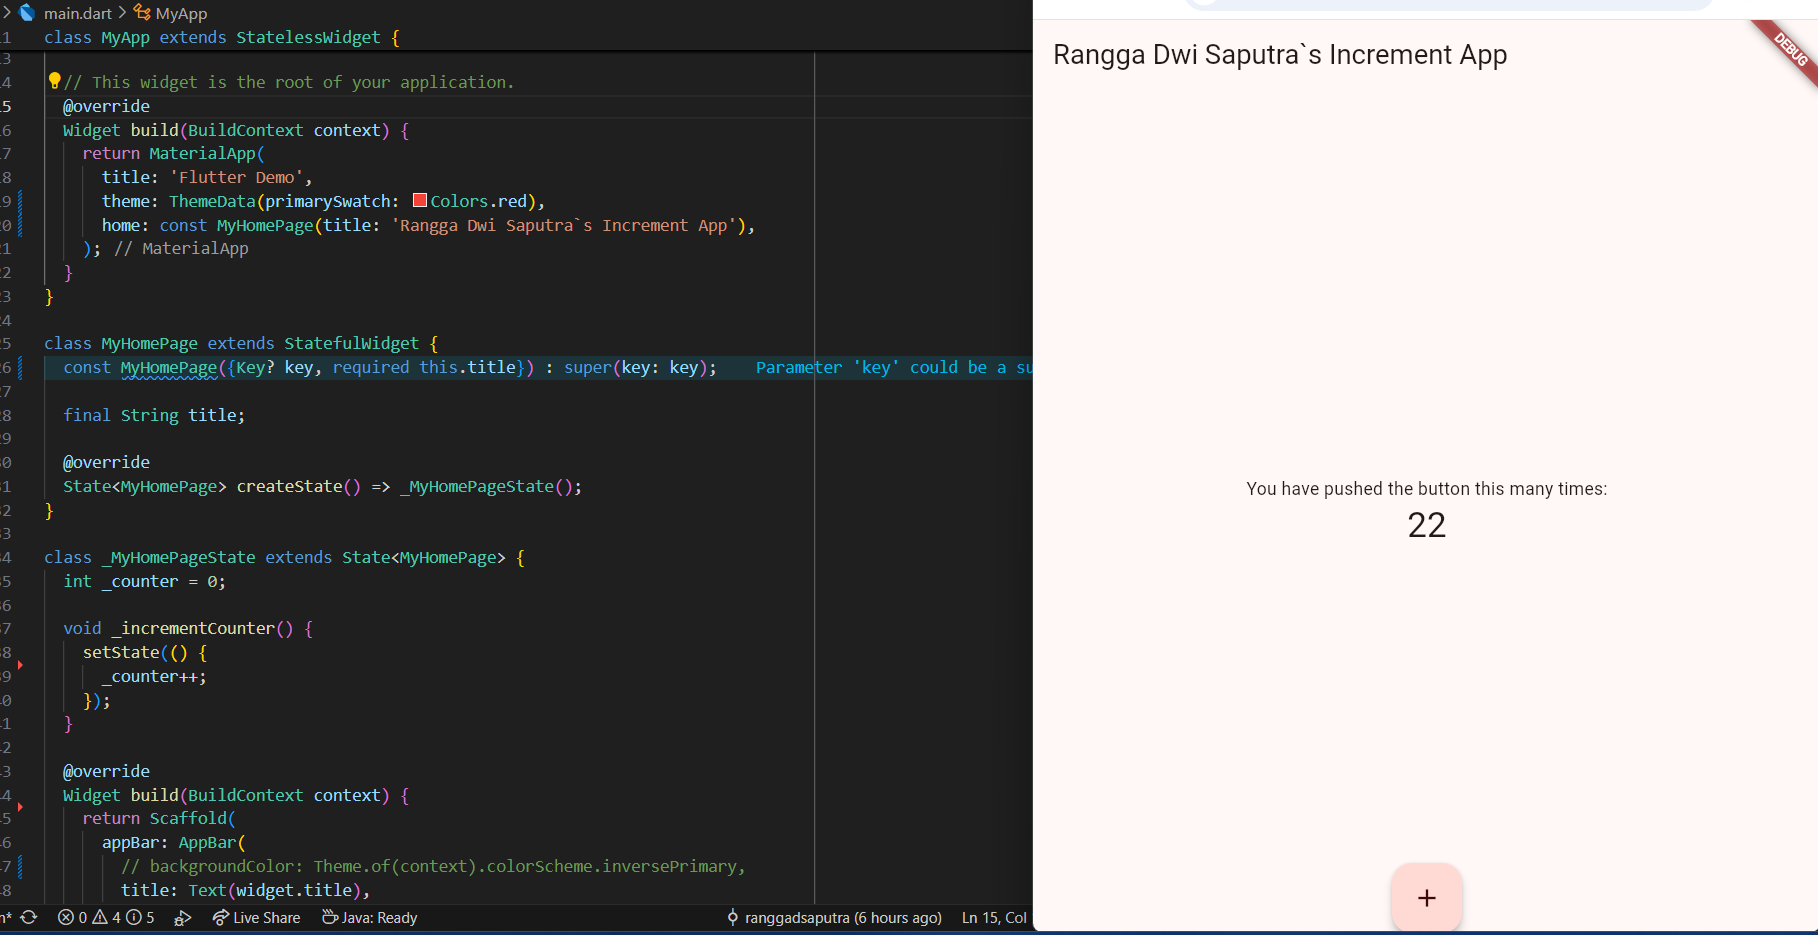 main.dart > MyApp
1 class MyApp extends StatelessWidget {
3
4 // This widget is the root of your application.
5 @override
6 Widget build(BuildContext context) {
7 return MaterialApp(
8 title: 'Flutter Demo',
9 theme: ThemeData(primarySwatch: Colors.red),
0 home: const MyHomePage(title: 'Rangga Dwi Saputra`s Increment App'),
1 ); // MaterialApp
2 }
3 }
4
5 class MyHomePage extends StatefulWidget {
6 const MyHomePage({Key? key, required this.title}) : super(key: key); Parameter 'key' could be a su
7
8 final String title;
9
0 @override
1 State<MyHomePage> createState() => _MyHomePageState();
2 }
3
4 class _MyHomePageState extends State<MyHomePage> {
5 int _counter = 0;
6
7 void _incrementCounter() {
8 setState(() {
9 _counter++;
0 });
1 }
2
3 @override
4 Widget build(BuildContext context) {
5 return Scaffold(
6 appBar: AppBar(
7 // backgroundColor: Theme.of(context).colorScheme.inversePrimary,
8 title: Text(widget.title),
n* 0 4 5 Live Share Java: Ready ranggadsaputra (6 hours ago) Ln 15, Col
Rangga Dwi Saputra`s Increment App
DEBUG
You have pushed the button this many times:
22
+